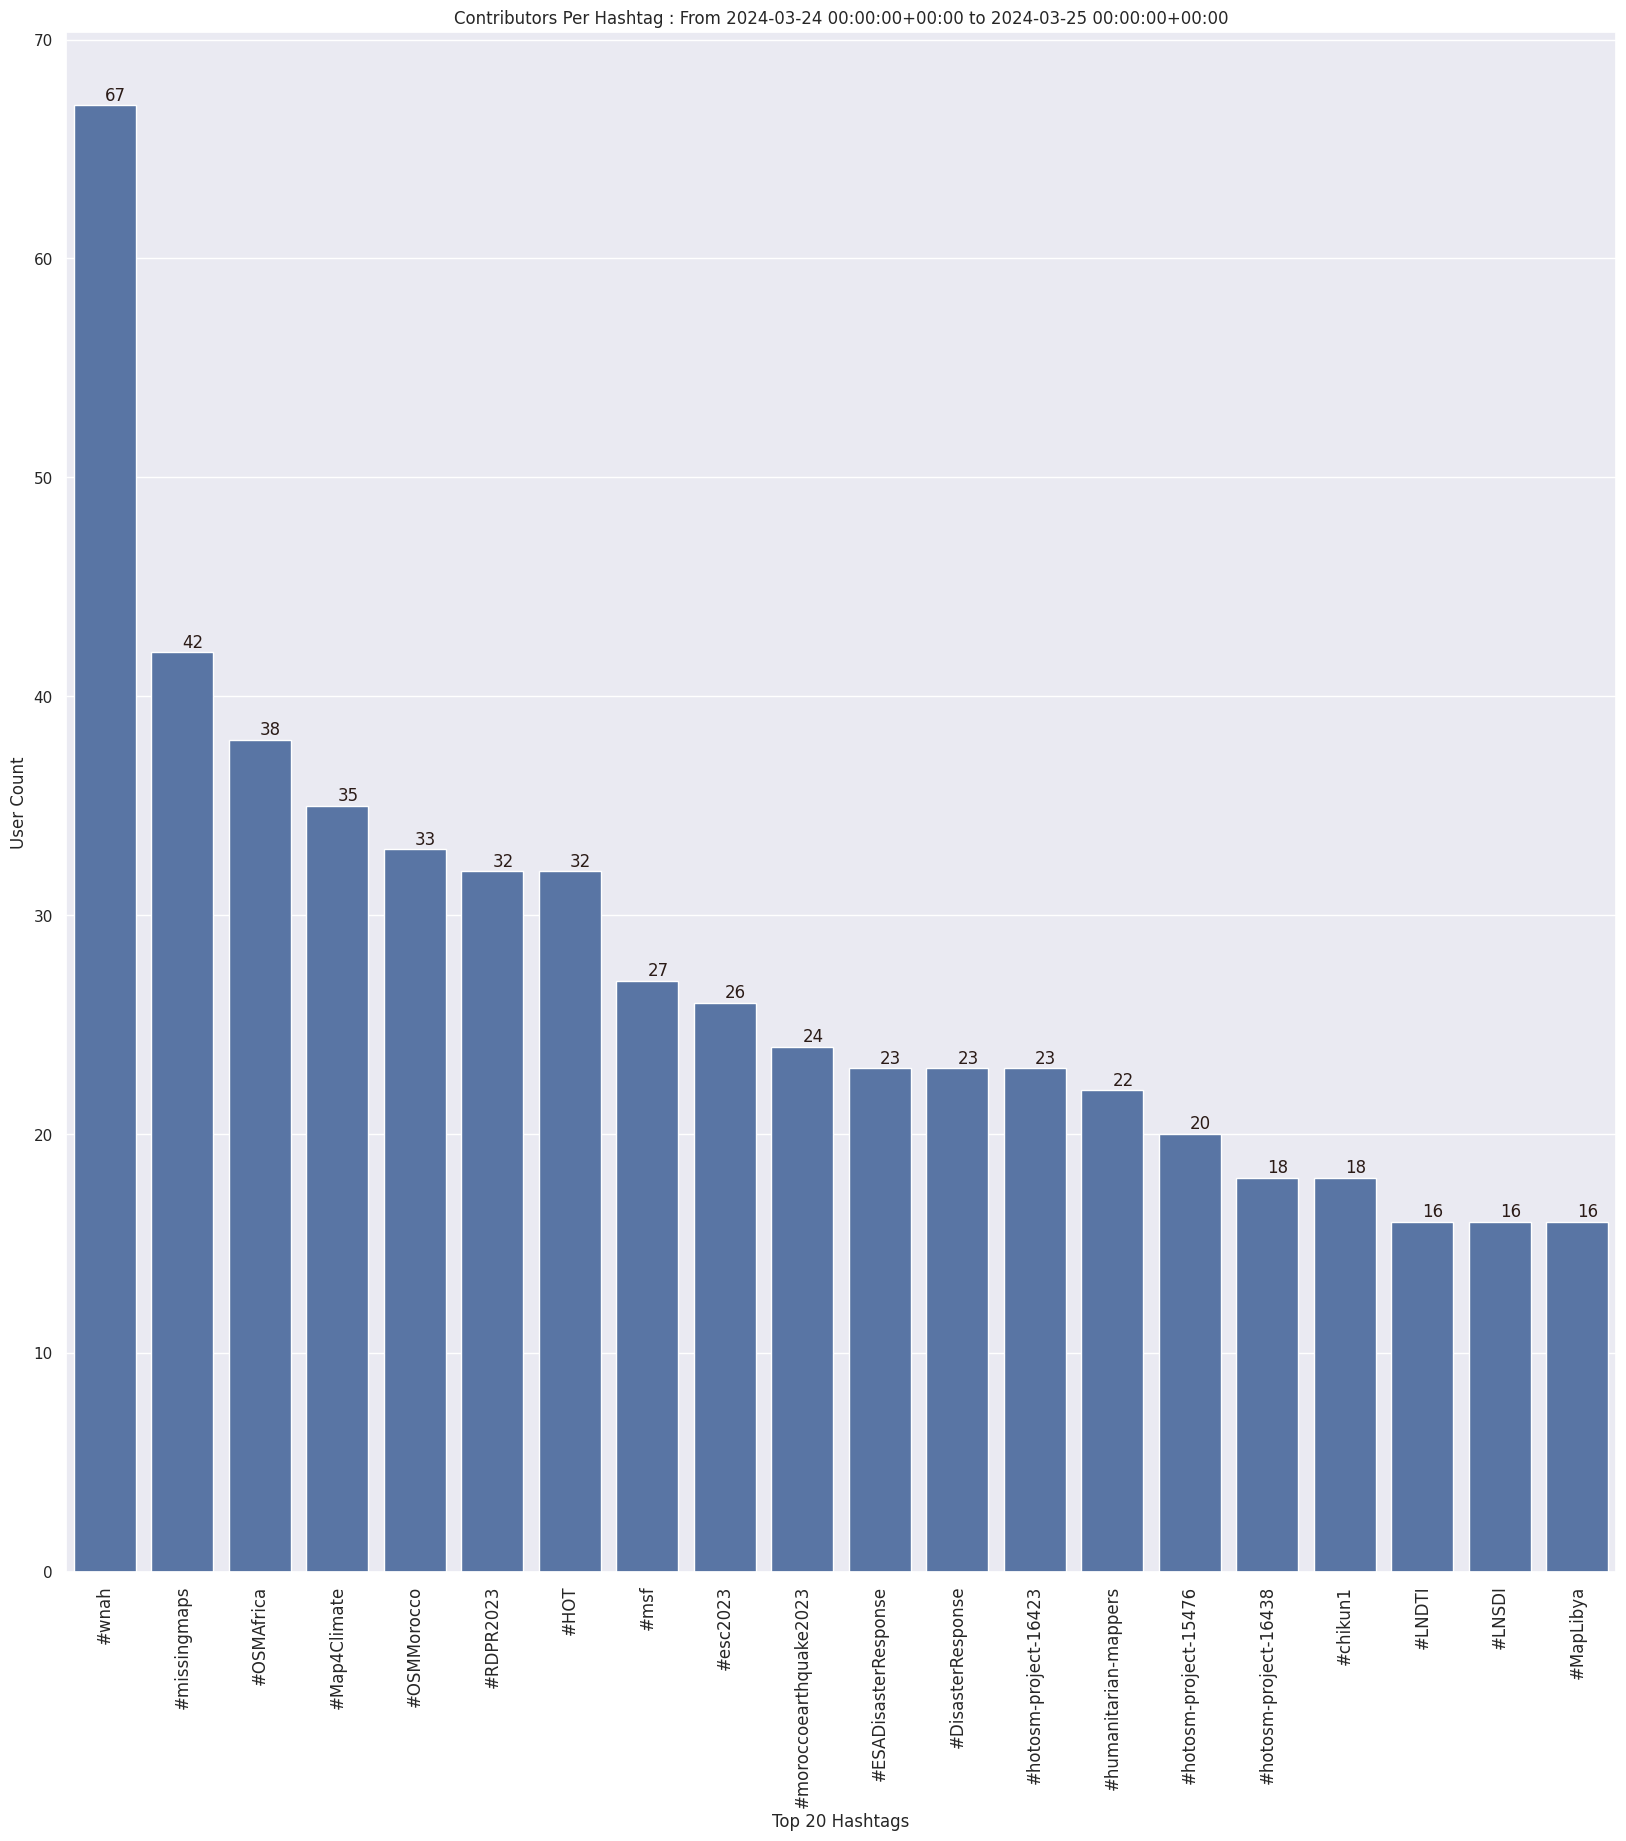 Contributors Per Hashtag : From 2024-03-24 00:00:00+00:00 to 2024-03-25 00:00:00+00:00
70
60
50
40
30
20
10
0
User Count
67
42
38
35
33
32
32
27
26
24
23
23
23
22
20
18
18
16
16
16
#wnah
#missingmaps
#OSMAfrica
#Map4Climate
#OSMMorocco
#RDPR2023
#HOT
#msf
#esc2023
#moroccoearthquake2023
#ESADisasterResponse
#DisasterResponse
#hotosm-project-16423
#humanitarian-mappers
#hotosm-project-15476
#hotosm-project-16438
#chikun1
#LNDTI
#LNSDI
#MapLibya
Top 20 Hashtags